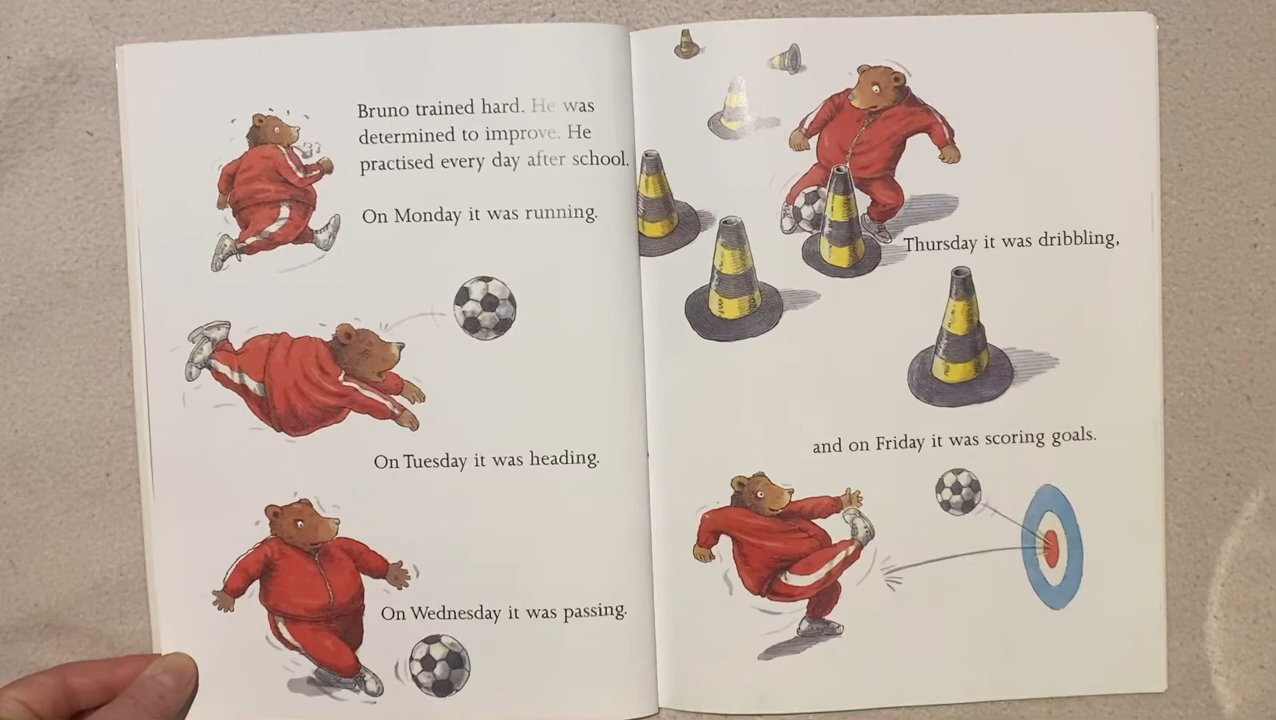 Bruno trained hard. He was
determined to improve. He
practised every day after school.
On Monday it was running.
On Tuesday it was heading.
On Wednesday it was passing.
Thursday it was dribbling,
and on Friday it was scoring goals.